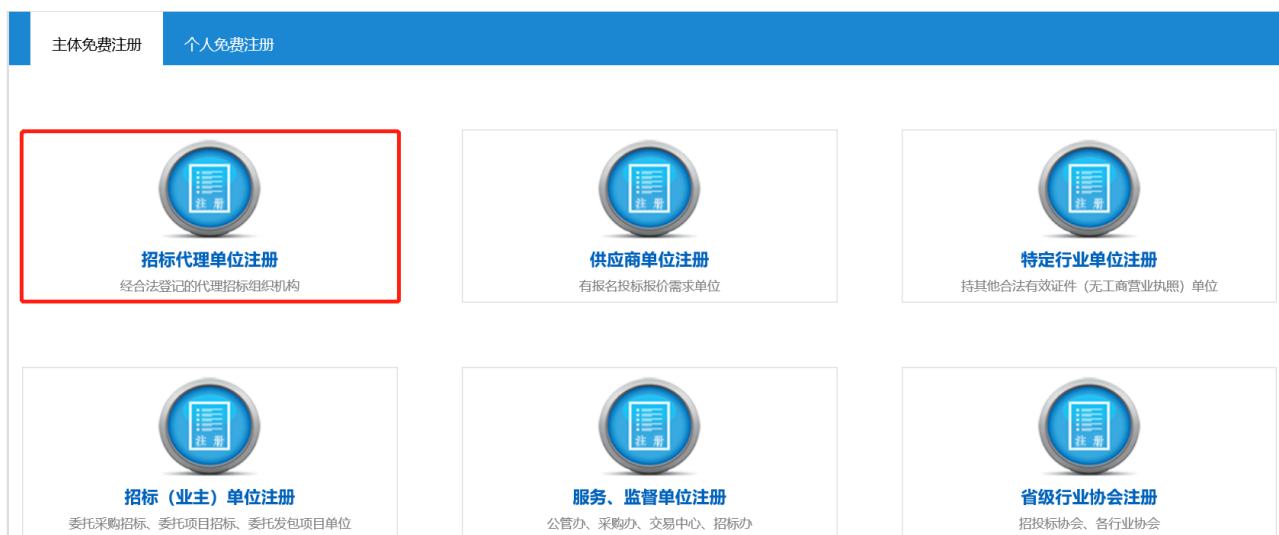 主体免费注册 个人免费注册
注册 注册 注册
招标代理单位注册 供应商单位注册 特定行业单位注册
经合法登记的代理招标组织机构 有报名投标报价需求单位 持其他合法有效证件（无工商营业执照）单位
注册 注册 注册
招标（业主）单位注册 服务、监督单位注册 省级行业协会注册
委托采购招标、委托项目招标、委托发包项目单位 公管办、采购办、交易中心、招标办 招投标协会、各行业协会